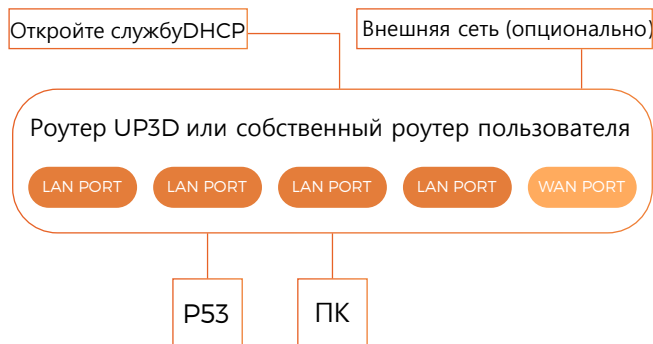 Откройте службуDHCP
Внешняя сеть (опционально)
Роутер UP3D или собственный роутер пользователя
LAN PORT
LAN PORT
LAN PORT
LAN PORT
WAN PORT
P53
ПК